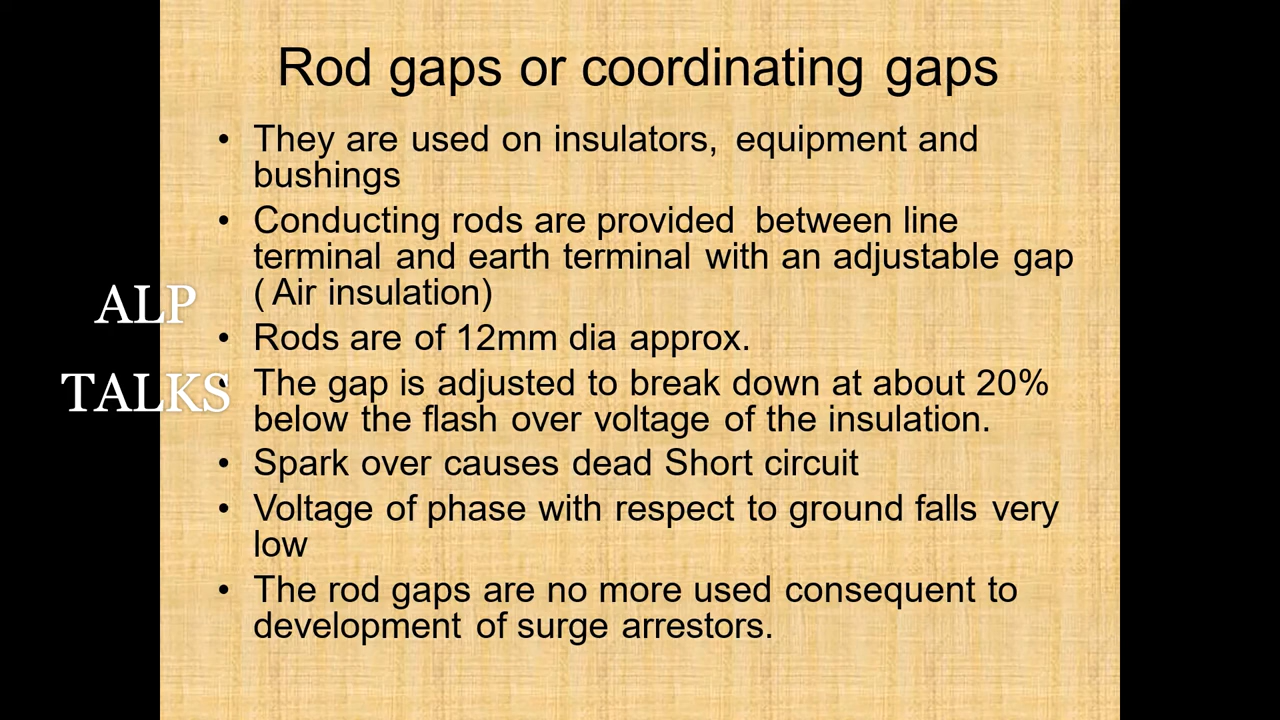 Rod gaps or coordinating gaps
• They are used on insulators, equipment and
bushings
• Conducting rods are provided between line
terminal and earth terminal with an adjustable gap
( Air insulation)
• Rods are of 12mm dia approx.
• The gap is adjusted to break down at about 20%
below the flash over voltage of the insulation.
• Spark over causes dead Short circuit
• Voltage of phase with respect to ground falls very
low
• The rod gaps are no more used consequent to
development of surge arrestors.
ALP
TALKS